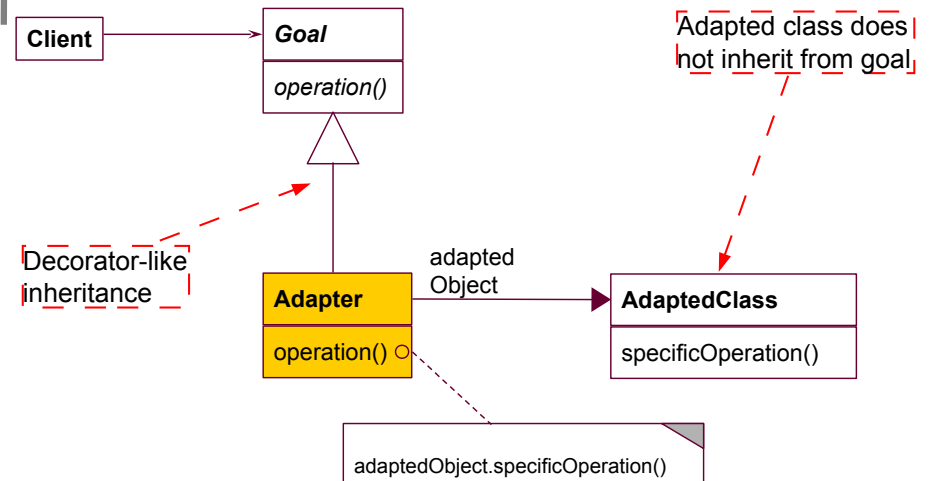 Client
Goal
operation()
Adapted class does
not inherit from goal
Decorator-like
inheritance
adapted
Object
Adapter
operation()
AdaptedClass
specificOperation()
adaptedObject.specificOperation()